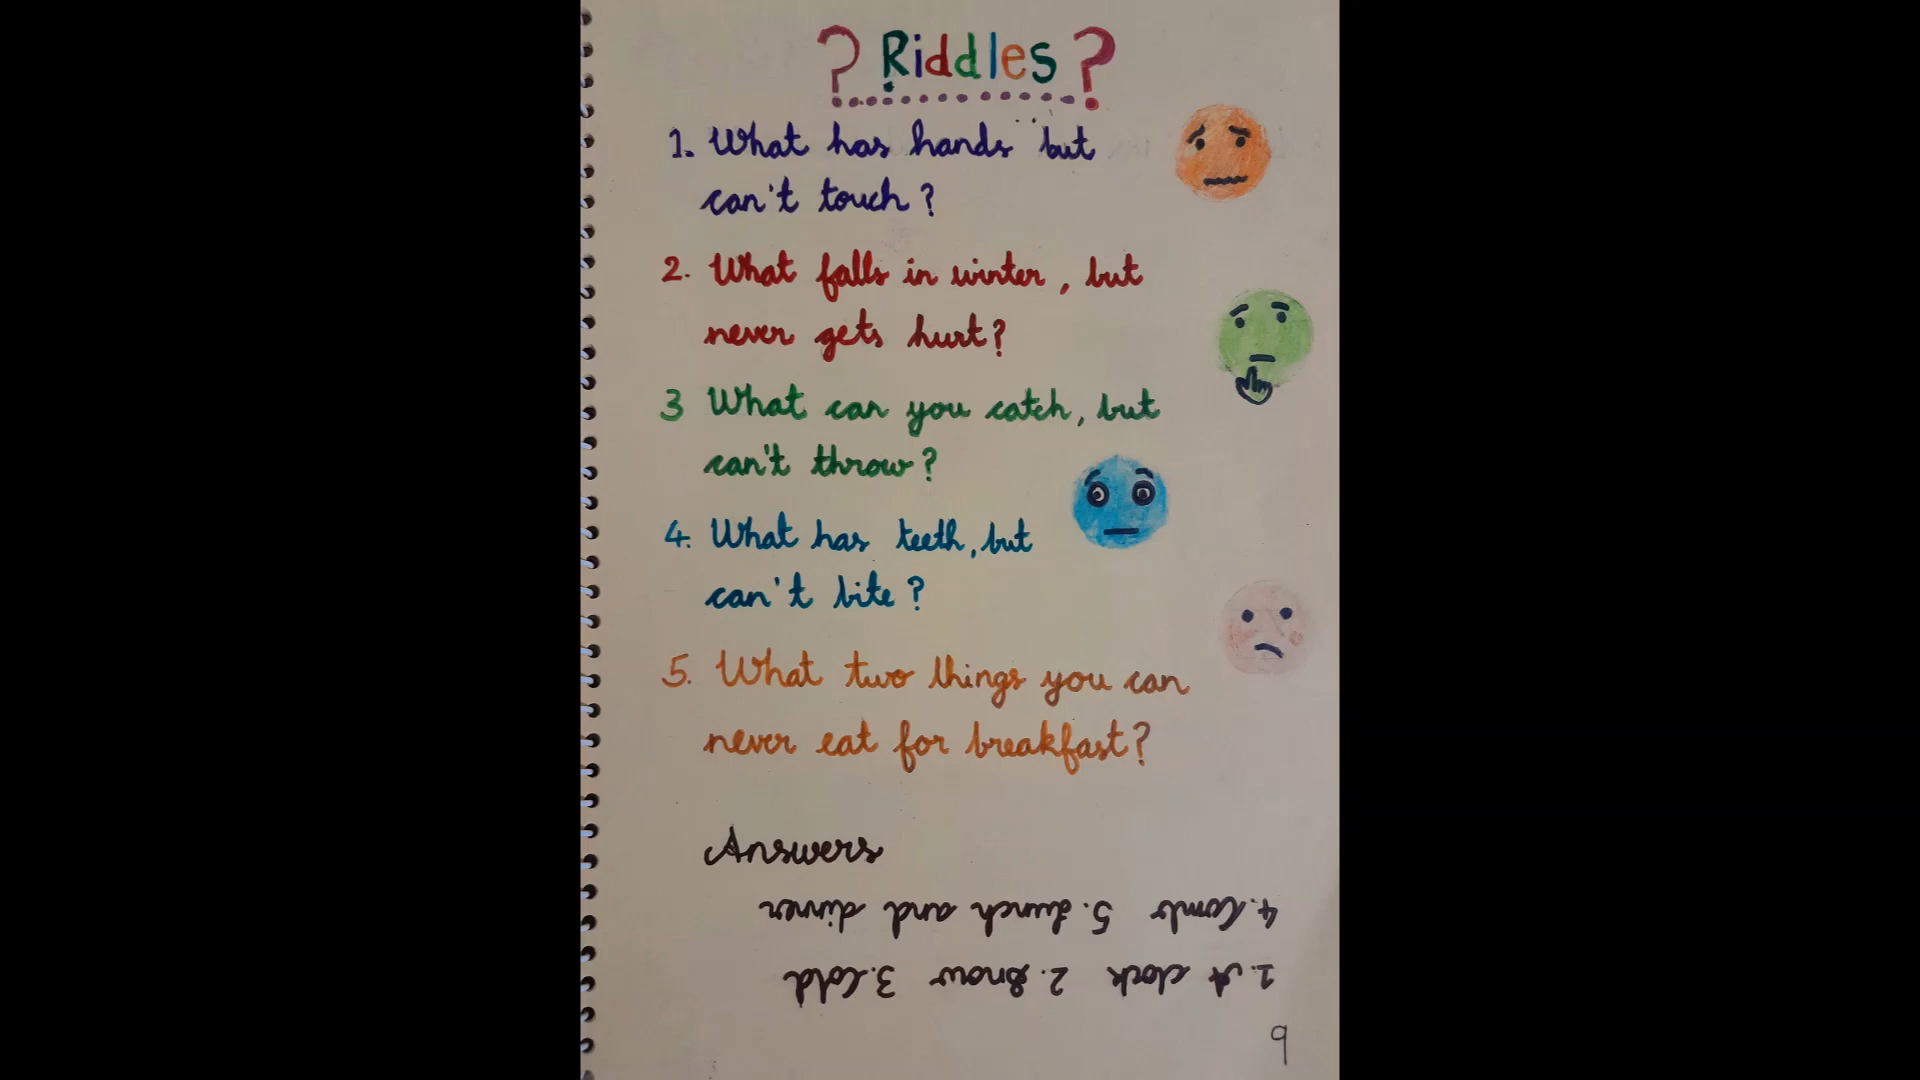 ? Riddles ?
1. What has hands but
can't touch?
2. What falls in winter, but
never gets hurt?
3 What can you catch, but
can't throw?
4. What has teeth, but
can't bite?
5. What two things you can
never eat for breakfast?
Answers
1. A clock 2. Snow 3. Cold
4. Comb 5. Lunch and dinner
9